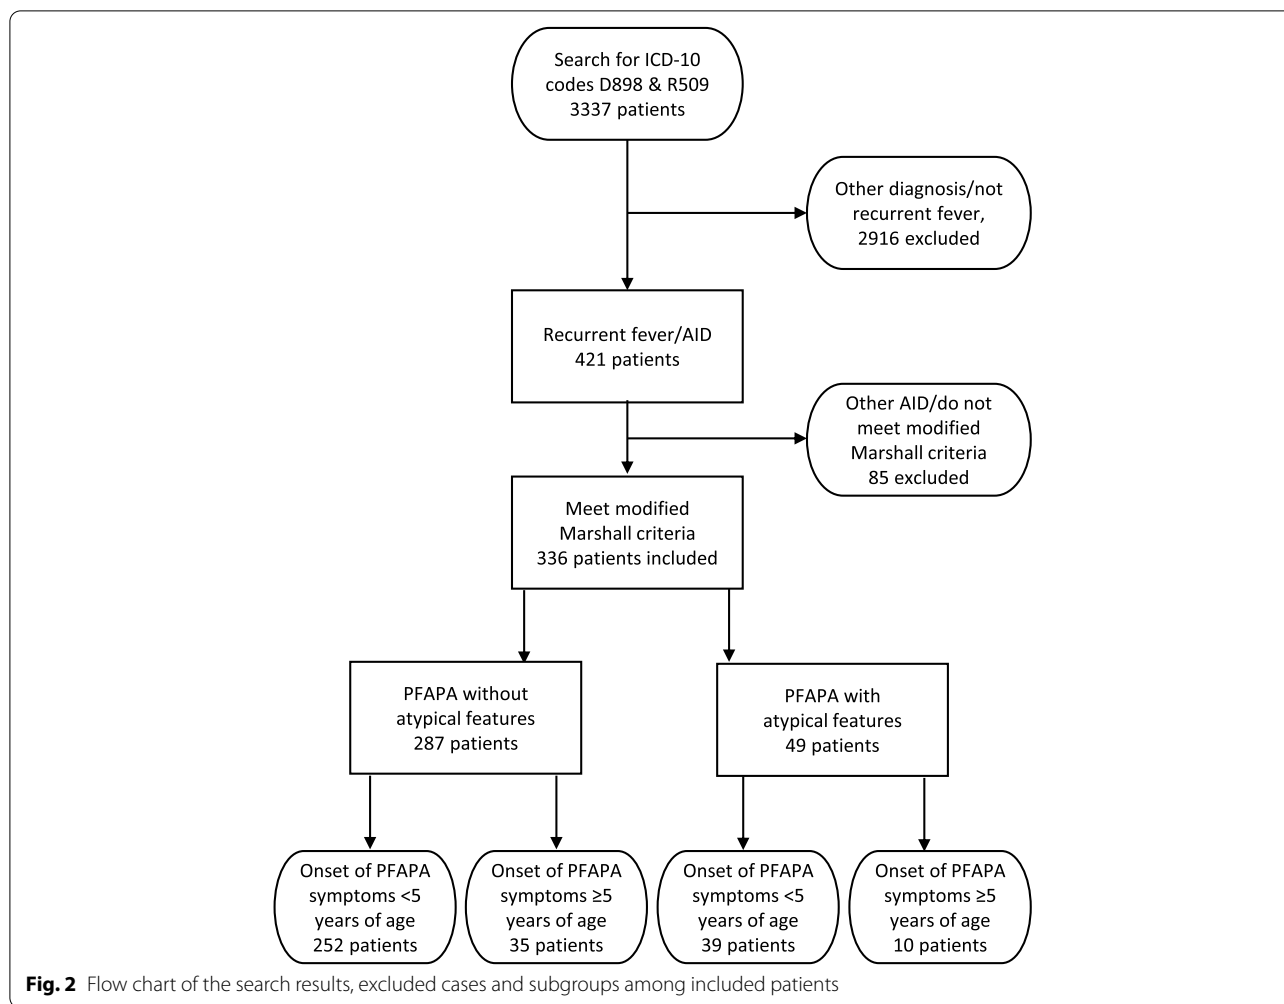 Search for ICD-10
codes D898 & R509
3337 patients
Other diagnosis/not
recurrent fever,
2916 excluded
Recurrent fever/AID
421 patients
Other AID/do not
meet modified
Marshall criteria
85 excluded
Meet modified
Marshall criteria
336 patients included
PFAPA without
atypical features
287 patients
PFAPA with
atypical features
49 patients
Onset of PFAPA
symptoms <5
years of age
252 patients
Onset of PFAPA
symptoms ≥5
years of age
35 patients
Onset of PFAPA
symptoms <5
years of age
39 patients
Onset of PFAPA
symptoms ≥5
years of age
10 patients
Fig. 2 Flow chart of the search results, excluded cases and subgroups among included patients